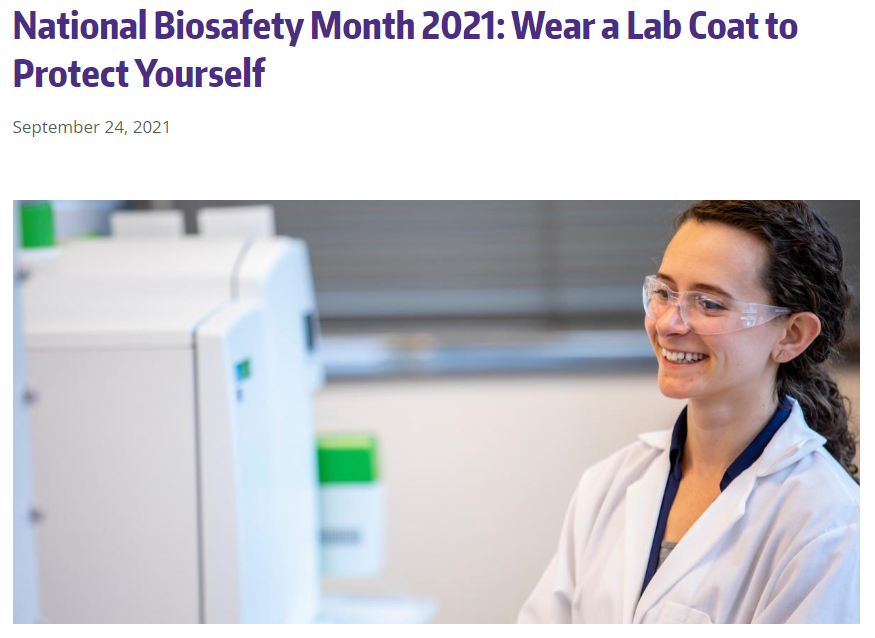 National Biosafety Month 2021: Wear a Lab Coat to
Protect Yourself
September 24, 2021